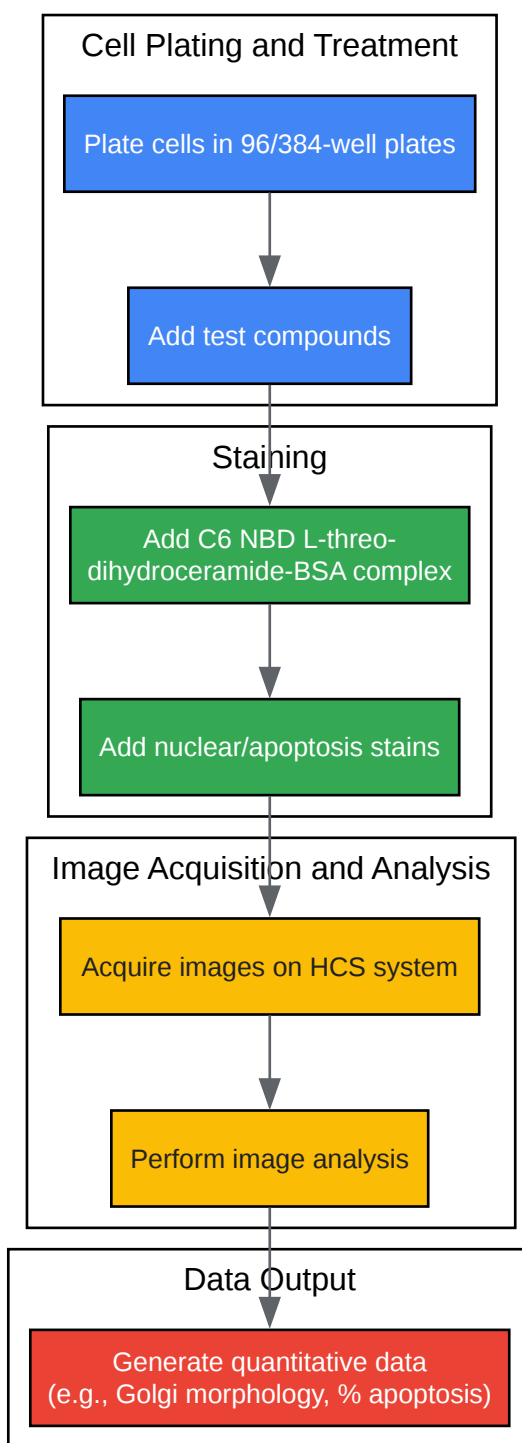 Cell Plating and Treatment
Plate cells in 96/384-well plates
Add test compounds
Staining
Add C6 NBD L-threo-
dihydroceramide-BSA complex
Add nuclear/apoptosis stains
Image Acquisition and Analysis
Acquire images on HCS system
Perform image analysis
Data Output
Generate quantitative data
(e.g., Golgi morphology, % apoptosis)